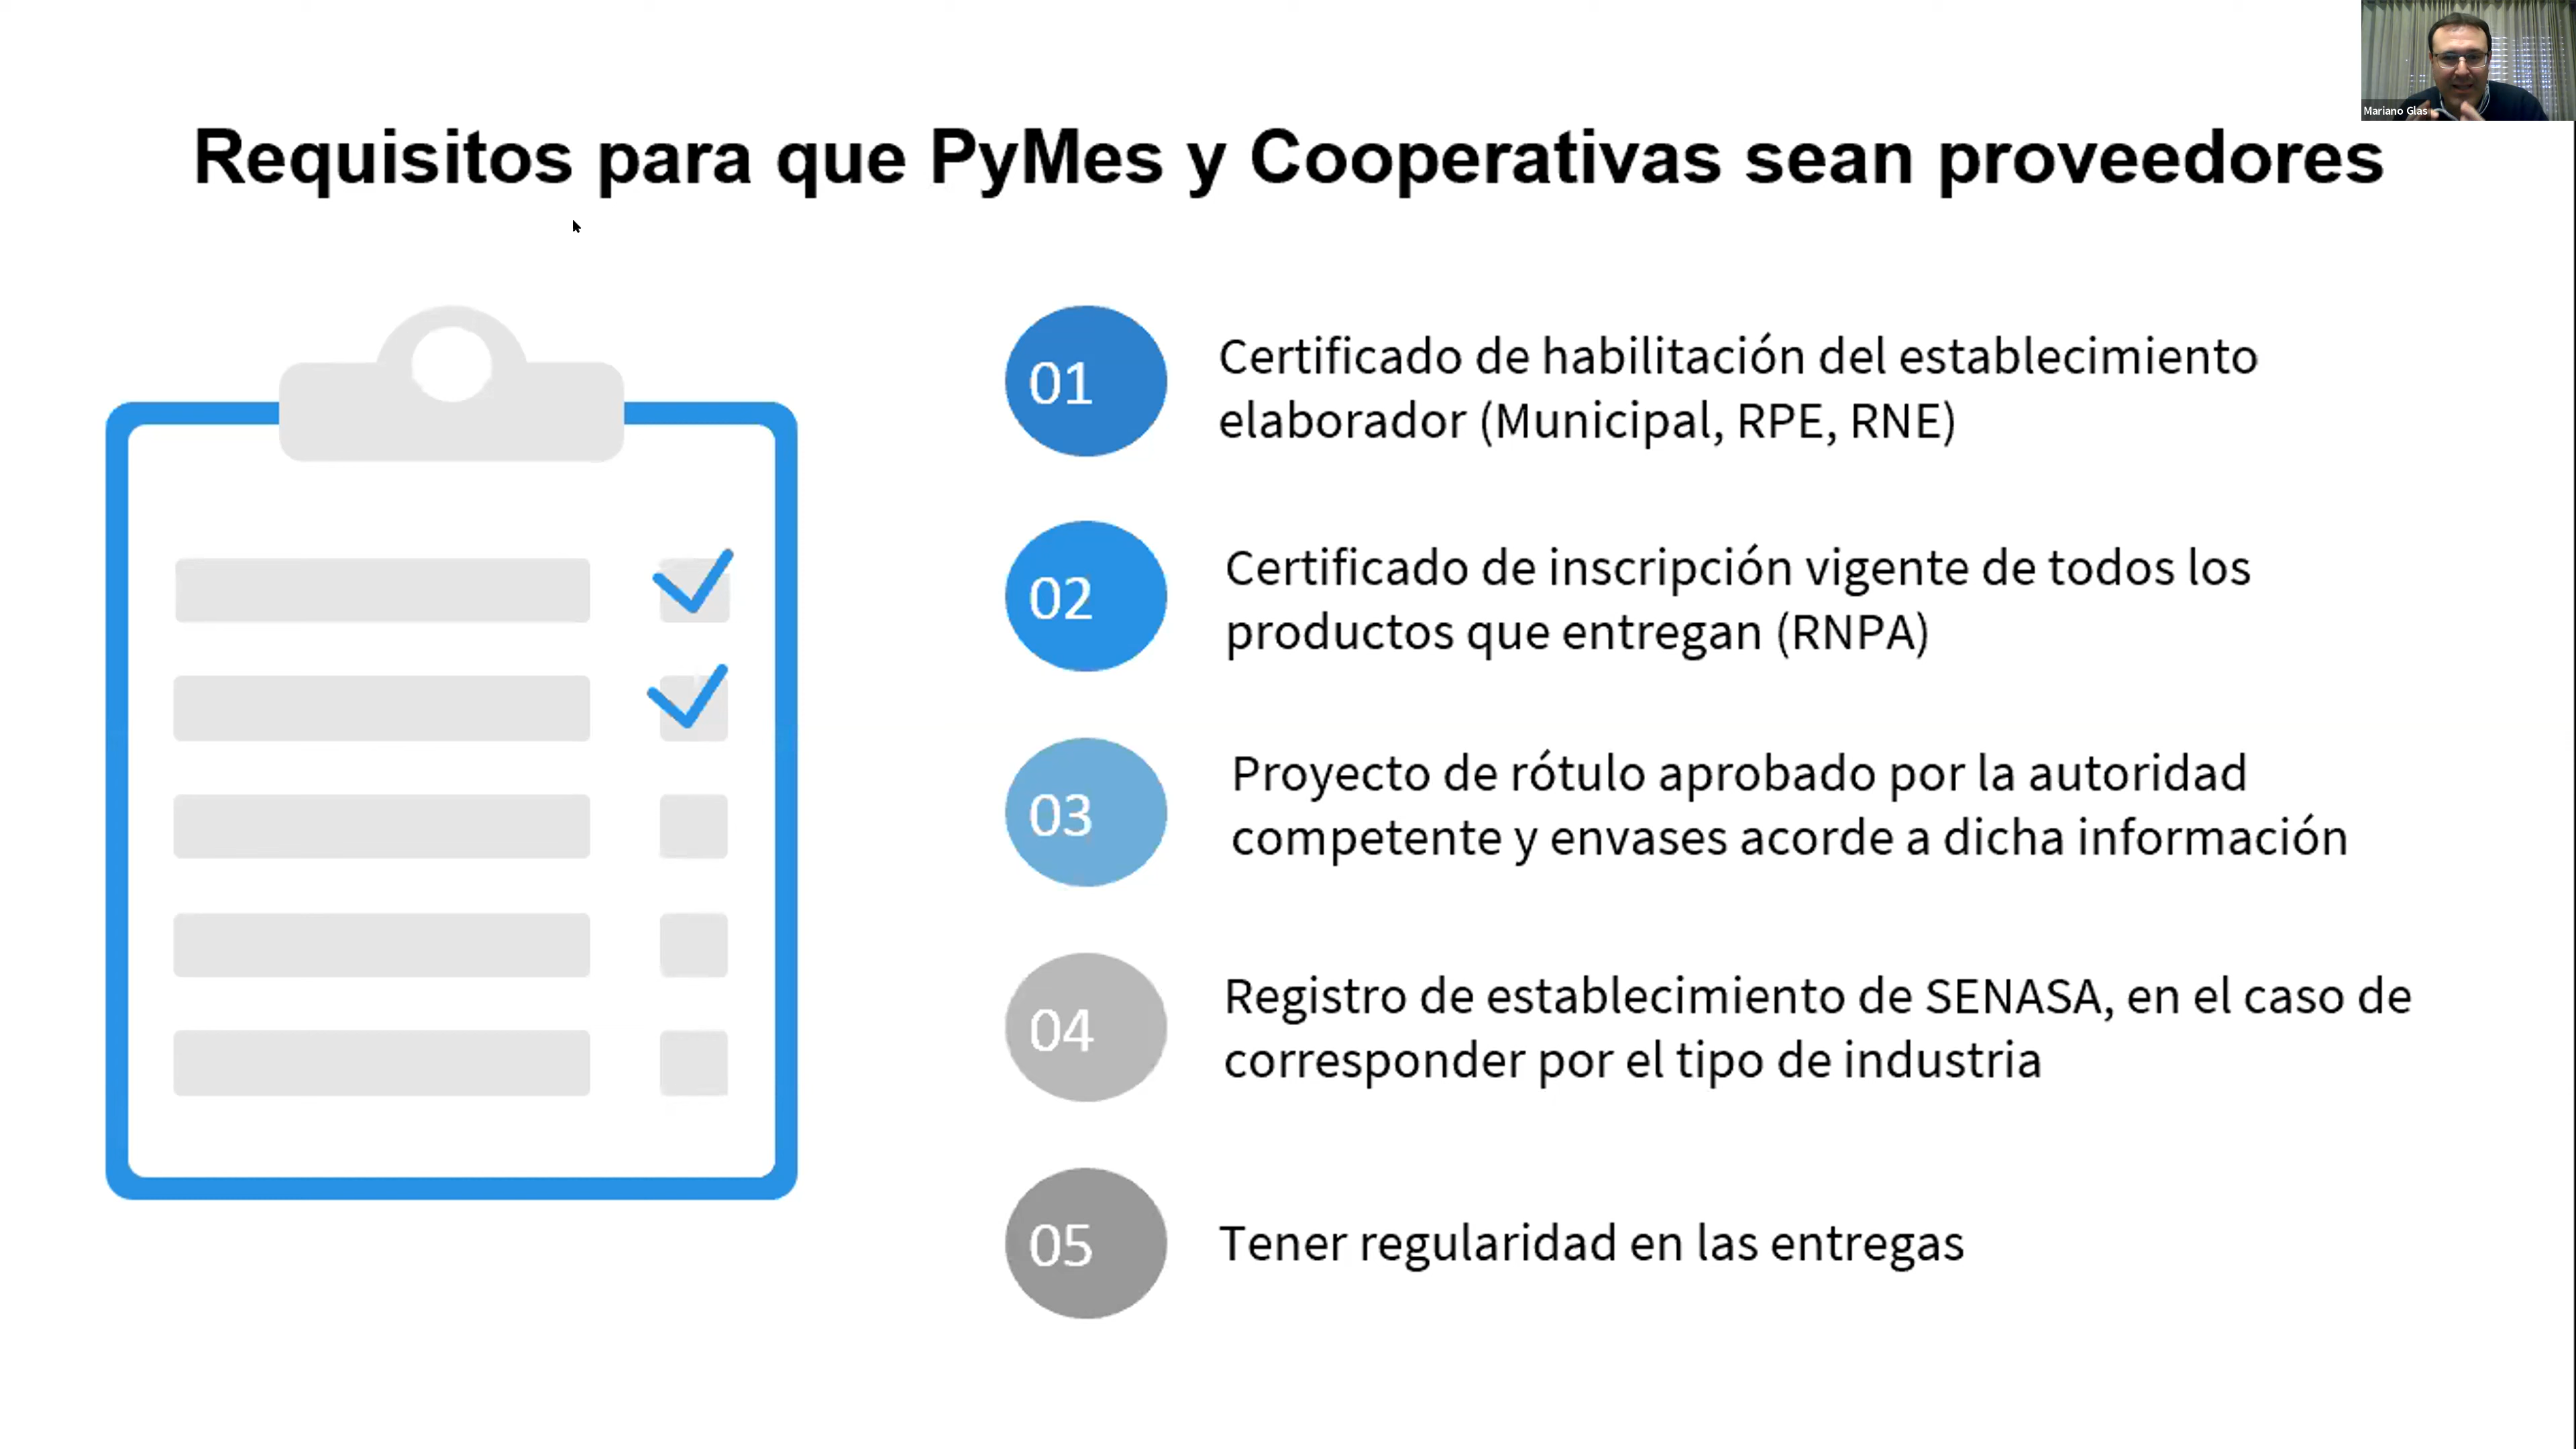 Mariano Glas
Requisitos para que PyMes y Cooperativas sean proveedores
01
Certificado de habilitación del establecimiento
elaborador (Municipal, RPE, RNE)
02
Certificado de inscripción vigente de todos los
productos que entregan (RNPA)
03
Proyecto de rótulo aprobado por la autoridad
competente y envases acorde a dicha información
04
Registro de establecimiento de SENASA, en el caso de
corresponder por el tipo de industria
05
Tener regularidad en las entregas